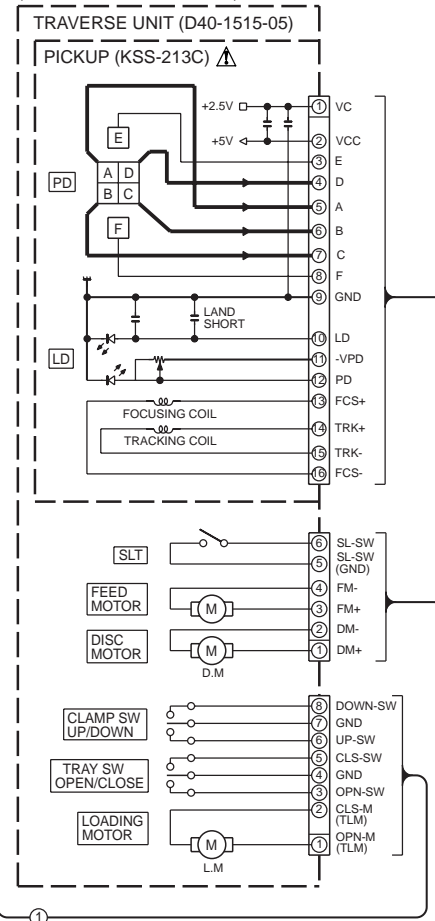 TRAVERSE UNIT (D40-1515-05)
PICKUP (KSS-213C)
+2.5V 1 VC
+5V 2 VCC
E 3 E
PD A D 4 D
5 A
B C 6 B
F 7 C
8 F
9 GND
LAND SHORT
10 LD
LD 11 -VPD
12 PD
13 FCS+
FOCUSING COIL
14 TRK+
TRACKING COIL
15 TRK-
16 FCS-
6 SL-SW
SLT 5 SL-SW (GND)
FEED MOTOR 4 FM-
M 3 FM+
DISC MOTOR 2 DM-
M 1 DM+
D.M
8 DOWN-SW
CLAMP SW UP/DOWN 7 GND
6 UP-SW
TRAY SW OPEN/CLOSE 5 CLS-SW
4 GND
3 OPN-SW
LOADING MOTOR 2 CLS-M (TLM)
M 1 OPN-M (TLM)
L.M
1